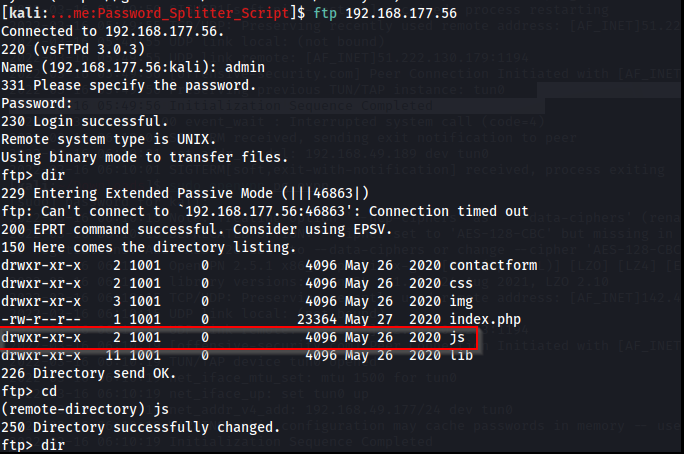 [kali:...me:Password_Splitter_Script]$ ftp 192.168.177.56
Connected to 192.168.177.56.
220 (vsFTPd 3.0.3)
Name (192.168.177.56:kali): admin
331 Please specify the password.
Password:
230 Login successful.
Remote system type is UNIX.
Using binary mode to transfer files.
ftp> dir
229 Entering Extended Passive Mode (|||46863|)
ftp: Can't connect to `192.168.177.56:46863': Connection timed out
200 EPRT command successful. Consider using EPSV.
150 Here comes the directory listing.
drwxr-xr-x    2 1001     0            4096 May 26  2020 contactform
drwxr-xr-x    2 1001     0            4096 May 26  2020 css
drwxr-xr-x    3 1001     0            4096 May 26  2020 img
-rw-r--r--    1 1001     0           23364 May 27  2020 index.php
drwxr-xr-x    2 1001     0            4096 May 26  2020 js
drwxr-xr-x   11 1001     0            4096 May 26  2020 lib
226 Directory send OK.
ftp> cd
(remote-directory) js
250 Directory successfully changed.
ftp> dir